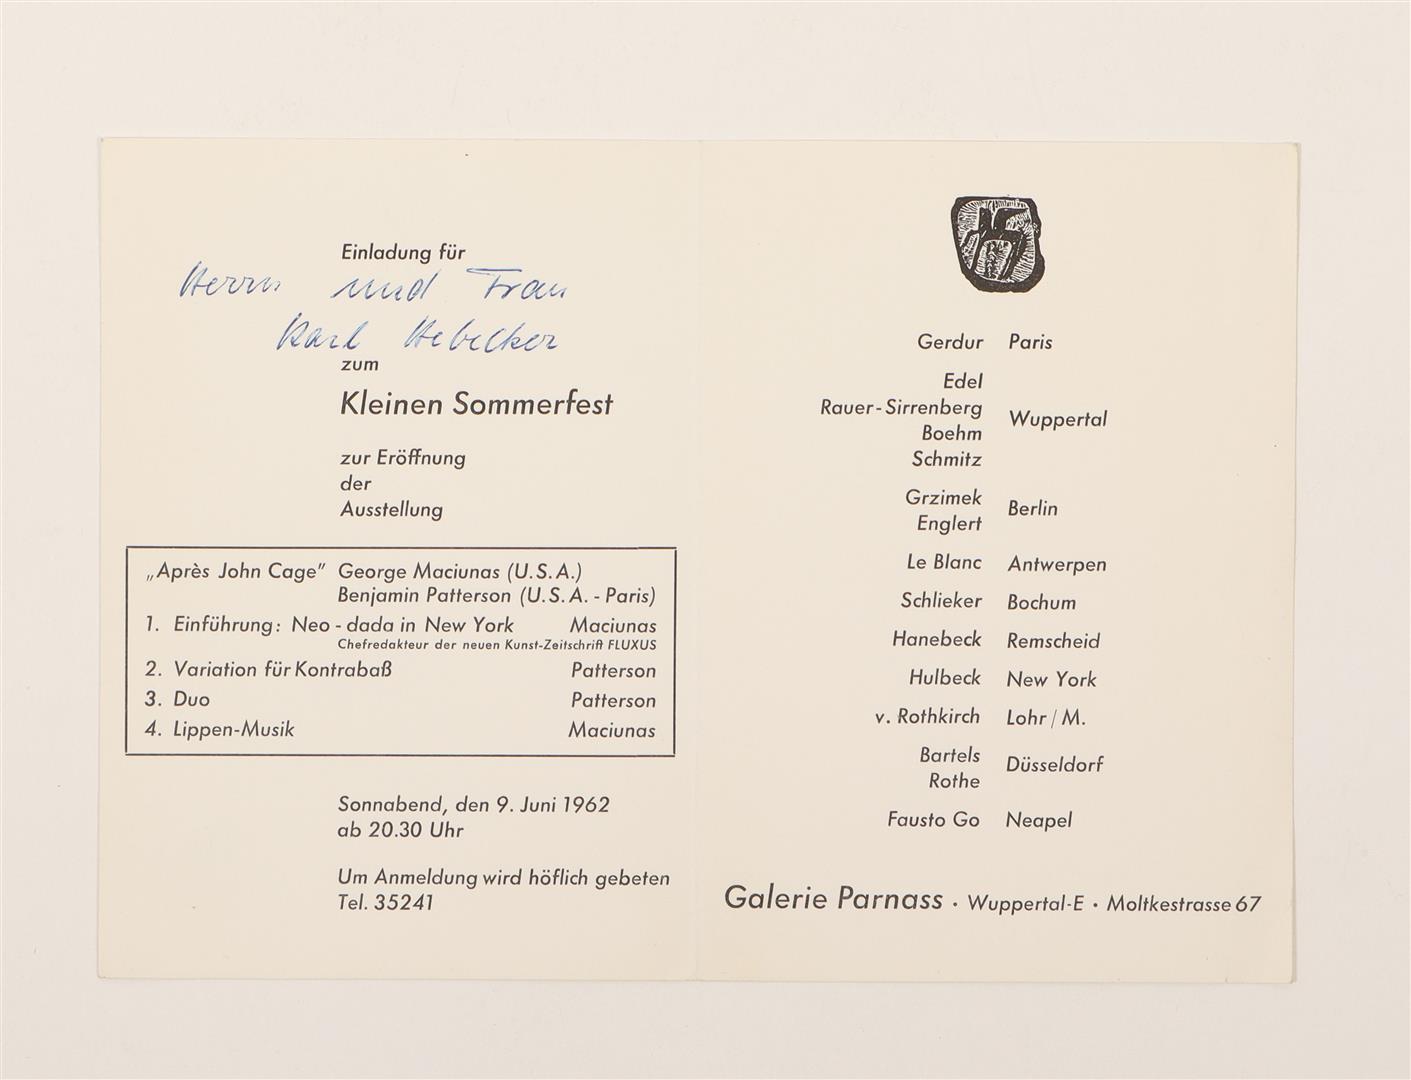 Einladung für
Herrn und Frau
Karl Hebecker
zum
Kleinen Sommerfest
zur Eröffnung
der
Ausstellung
„Après John Cage” George Maciunas (U.S.A.)
Benjamin Patterson (U.S.A. - Paris)
1. Einführung: Neo - dada in New York Maciunas
Chefredakteur der neuen Kunst-Zeitschrift FLUXUS
2. Variation für Kontrabaß Patterson
3. Duo Patterson
4. Lippen-Musik Maciunas
Sonnabend, den 9. Juni 1962
ab 20.30 Uhr
Um Anmeldung wird höflich gebeten
Tel. 35241
Gerdur Paris
Edel
Rauer-Sirrenberg
Wuppertal
Boehm
Schmitz
Grzimek
Berlin
Englert
Le Blanc Antwerpen
Schlieker Bochum
Hanebeck Remscheid
Hulbeck New York
v. Rothkirch Lohr / M.
Bartels
Düsseldorf
Rothe
Fausto Go Neapel
Galerie Parnass · Wuppertal-E · Moltkestrasse 67